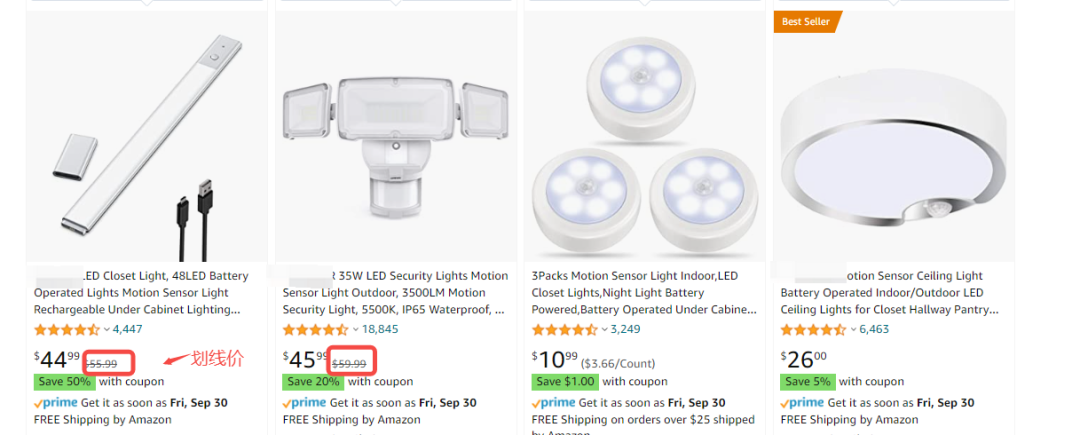 Best Seller
LED Closet Light, 48LED Battery
Operated Lights Motion Sensor Light
Rechargeable Under Cabinet Lighting...
$44.99 $55.99
划线价
Save 50% with coupon
prime Get it as soon as Fri, Sep 30
FREE Shipping by Amazon
35W LED Security Lights Motion
Sensor Light Outdoor, 3500LM Motion
Security Light, 5500K, IP65 Waterproof, ...
18,845
$45.99 $59.99
Save 20% with coupon
prime Get it as soon as Fri, Sep 30
FREE Shipping by Amazon
3Packs Motion Sensor Light Indoor,LED
Closet Lights,Night Light Battery
Powered,Battery Operated Under Cabine...
3,249
$10.99 ($3.66/Count)
Save $1.00 with coupon
prime Get it as soon as Fri, Sep 30
FREE Shipping on orders over $25 shipped
by Amazon
otion Sensor Ceiling Light
Battery Operated Indoor/Outdoor LED
Ceiling Lights for Closet Hallway Pantry...
6,463
$26.00
Save 5% with coupon
prime Get it as soon as Fri, Sep 30
FREE Shipping by Amazon
4,447